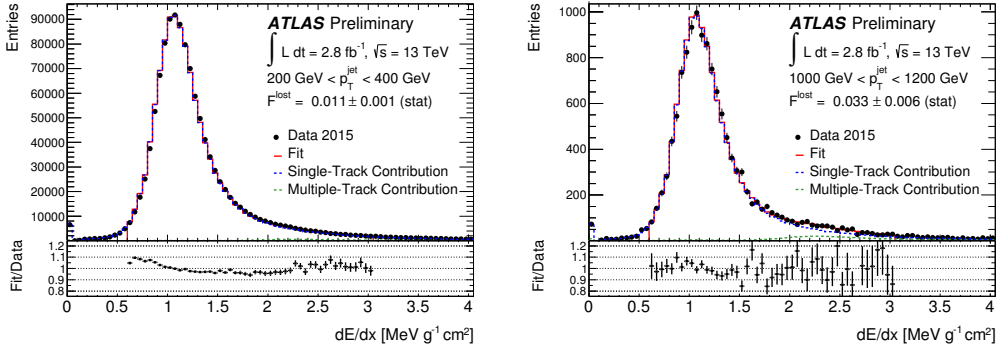 Entries
90000
80000
70000
60000
50000
40000
30000
20000
10000
ATLAS Preliminary
∫ L dt = 2.8 fb⁻¹, √s = 13 TeV
200 GeV < p_T^jet < 400 GeV
F^lost = 0.011 ± 0.001 (stat)
Data 2015
Fit
Single-Track Contribution
Multiple-Track Contribution
Fit/Data
1.2
1.1
1
0.9
0.8
0 0.5 1 1.5 2 2.5 3 3.5 4
dE/dx [MeV g⁻¹ cm²]
Entries
1000
800
600
400
200
ATLAS Preliminary
∫ L dt = 2.8 fb⁻¹, √s = 13 TeV
1000 GeV < p_T^jet < 1200 GeV
F^lost = 0.033 ± 0.006 (stat)
Data 2015
Fit
Single-Track Contribution
Multiple-Track Contribution
Fit/Data
1.2
1.1
1
0.9
0.8
0 0.5 1 1.5 2 2.5 3 3.5 4
dE/dx [MeV g⁻¹ cm²]